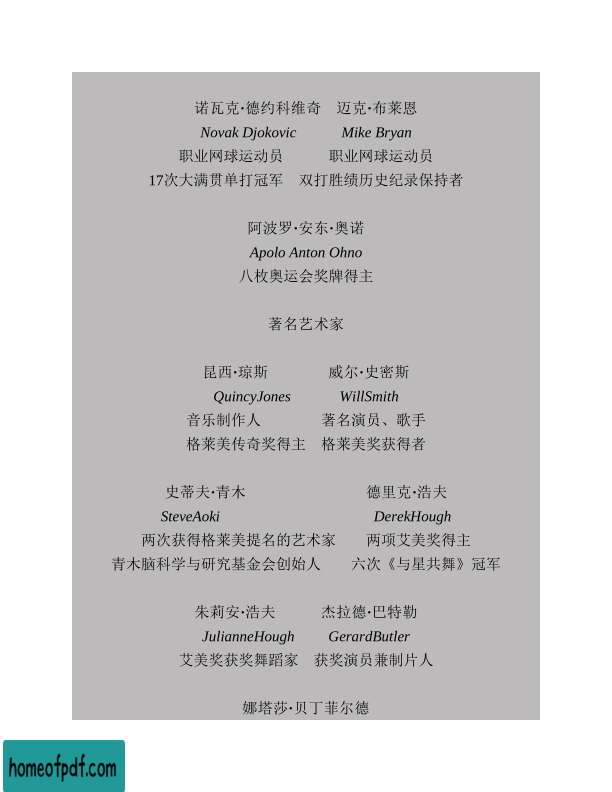 诺瓦克·德约科维奇 迈克·布莱恩
Novak Djokovic Mike Bryan
职业网球运动员 职业网球运动员
17次大满贯单打冠军 双打胜绩历史纪录保持者
阿波罗·安东·奥诺
Apolo Anton Ohno
八枚奥运会奖牌得主
著名艺术家
昆西·琼斯 威尔·史密斯
QuincyJones WillSmith
音乐制作人 著名演员、歌手
格莱美传奇奖得主 格莱美奖获得者
史蒂夫·青木 德里克·浩夫
SteveAoki DerekHough
两次获得格莱美提名的艺术家 两项艾美奖得主
青木脑科学与研究基金会创始人 六次《与星共舞》冠军
朱莉安·浩夫 杰拉德·巴特勒
JulianneHough GerardButler
艾美奖获奖舞蹈家 获奖演员兼制片人
娜塔莎·贝丁菲尔德
homeofpdf.com